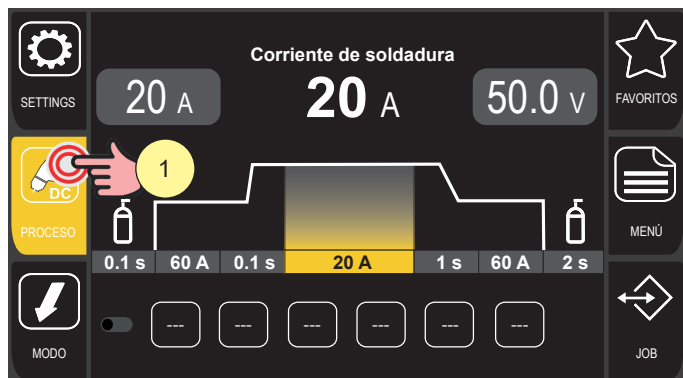 SETTINGS
Corriente de soldadura
20 A
20 A
50.0 V
FAVORITOS
DC
PROCESO
1
MENÚ
0.1 s
60 A
0.1 s
20 A
1 s
60 A
2 s
MODO
---
---
---
---
---
---
JOB